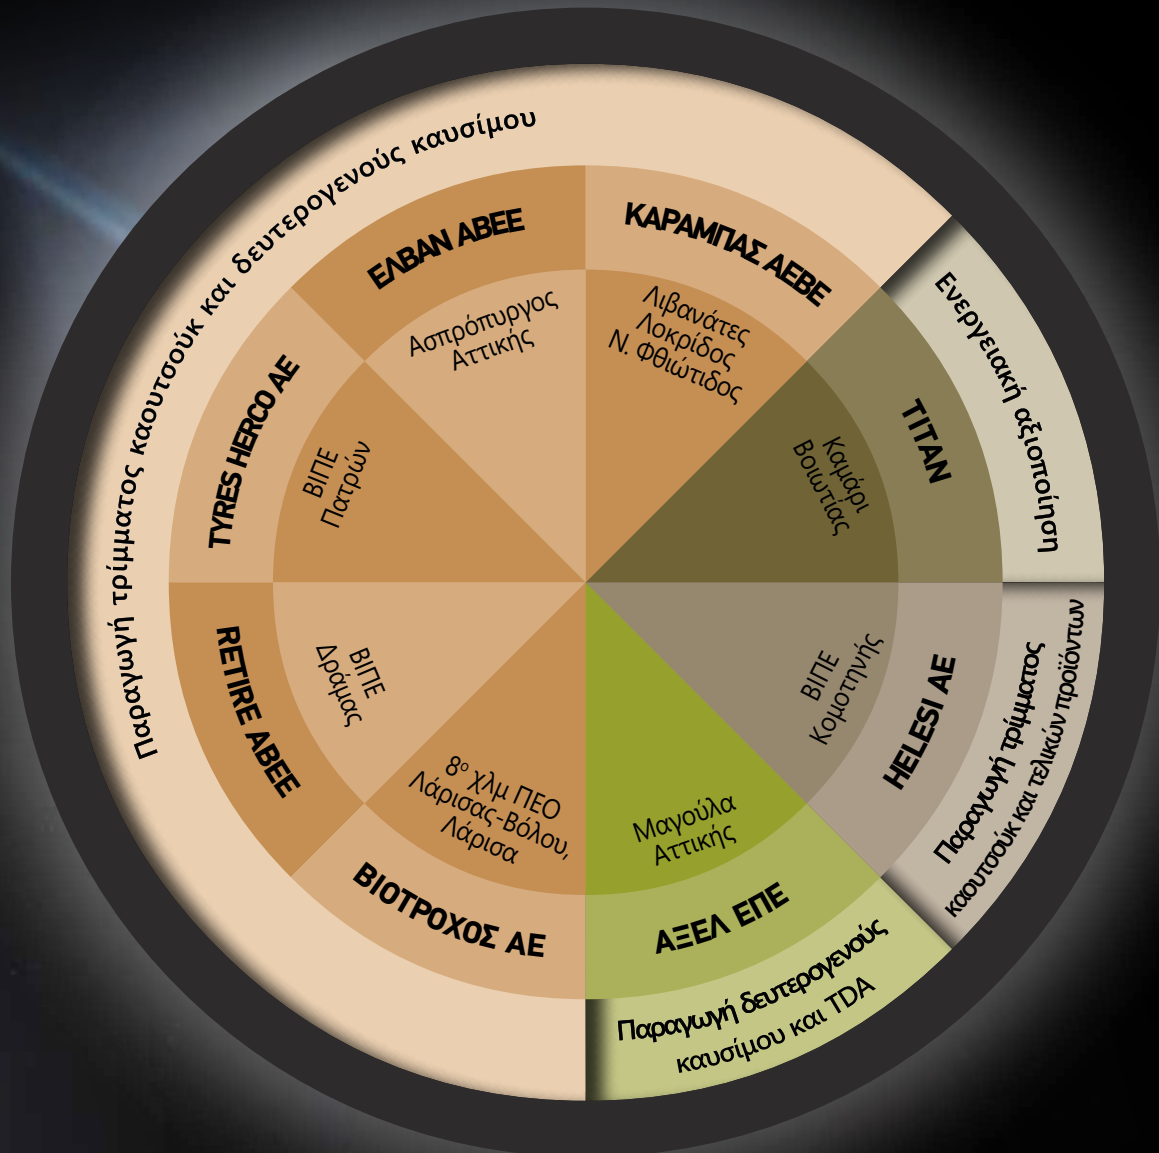 Παραγωγή τρίμματος καουτσούκ και δευτερογενούς καυσίμου
ΕΛΒΑΝ ΑΒΕΕ
Ασπρόπυργος
Αττικής
ΚΑΡΑΜΠΑΣ ΑΕΒΕ
Λιβανάτες
Λοκρίδος
Ν. Φθιώτιδος
Ενεργειακή αξιοποίηση
ΤΙΤΑΝ
Καμάρι
Βοιωτίας
Παραγωγή τρίμματος
καουτσούκ και τελικών προϊόντων
HELESI AE
ΒΙΠΕ
Κομοτηνής
Παραγωγή δευτερογενούς
καυσίμου και TDA
ΑΞΕΛ ΕΠΕ
Μαγούλα
Αττικής
ΒΙΟΤΡΟΧΟΣ ΑΕ
8ο χλμ ΠΕΟ
Λάρισας-Βόλου,
Λάρισα
RETIRE ABEE
ΒΙΠΕ
Δράμας
TYRES HERCO AE
ΒΙΠΕ
Πατρών